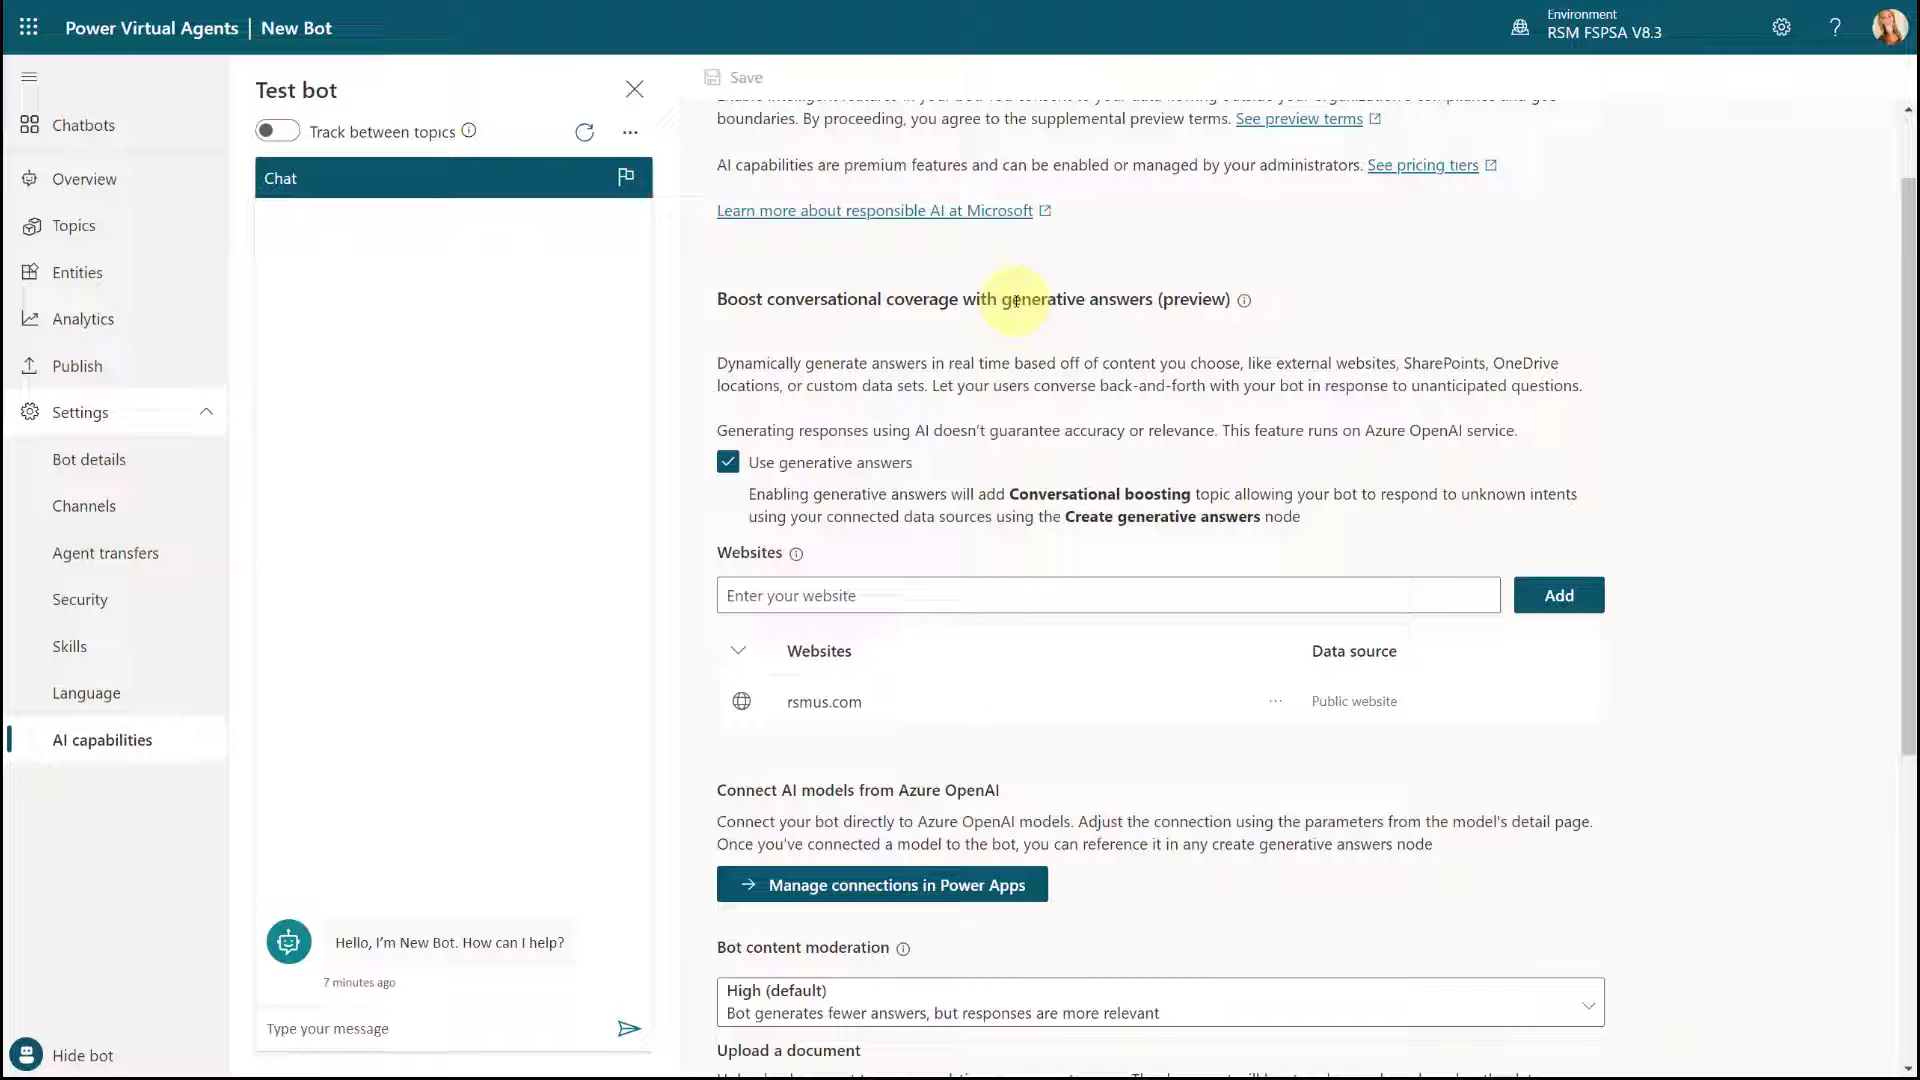 Power Virtual Agents | New Bot
Environment
RSM FSPSA V8.3
?
Chatbots
Overview
Topics
Entities
Analytics
Publish
Settings
Bot details
Channels
Agent transfers
Security
Skills
Language
AI capabilities
Hide bot
Test bot
Track between topics
Chat
Hello, I'm New Bot. How can I help?
7 minutes ago
Type your message
Save
boundaries. By proceeding, you agree to the supplemental preview terms. See preview terms
AI capabilities are premium features and can be enabled or managed by your administrators. See pricing tiers
Learn more about responsible AI at Microsoft
Boost conversational coverage with generative answers (preview)
Dynamically generate answers in real time based off of content you choose, like external websites, SharePoints, OneDrive
locations, or custom data sets. Let your users converse back-and-forth with your bot in response to unanticipated questions.
Generating responses using AI doesn't guarantee accuracy or relevance. This feature runs on Azure OpenAI service.
Use generative answers
Enabling generative answers will add Conversational boosting topic allowing your bot to respond to unknown intents
using your connected data sources using the Create generative answers node
Websites
Enter your website
Add
Websites
Data source
rsmus.com
Public website
Connect AI models from Azure OpenAI
Connect your bot directly to Azure OpenAI models. Adjust the connection using the parameters from the model's detail page.
Once you've connected a model to the bot, you can reference it in any create generative answers node
Manage connections in Power Apps
Bot content moderation
High (default)
Bot generates fewer answers, but responses are more relevant
Upload a document